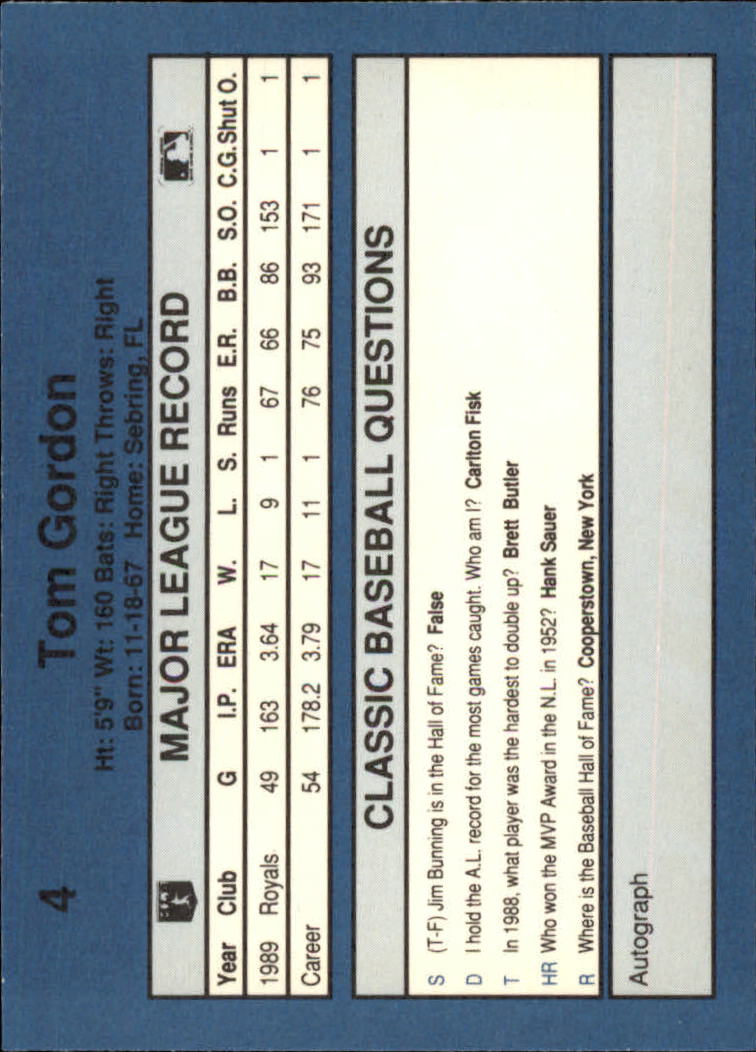 4 Tom Gordon
Ht: 5'9" Wt: 160 Bats: Right Throws: Right
Born: 11-18-67 Home: Sebring, FL
MAJOR LEAGUE RECORD
Year Club G I.P. ERA W. L. S. Runs E.R. B.B. S.O. C.G. Shut O.
1989 Royals 49 163 3.64 17 9 1 67 66 86 153 1 1
Career 54 178.2 3.79 17 11 1 76 75 93 171 1 1
CLASSIC BASEBALL QUESTIONS
S (T-F) Jim Bunning is in the Hall of Fame? False
D I hold the A.L. record for the most games caught. Who am I? Carlton Fisk
T In 1988, what player was the hardest to double up? Brett Butler
HR Who won the MVP Award in the N.L. in 1952? Hank Sauer
R Where is the Baseball Hall of Fame? Cooperstown, New York
Autograph